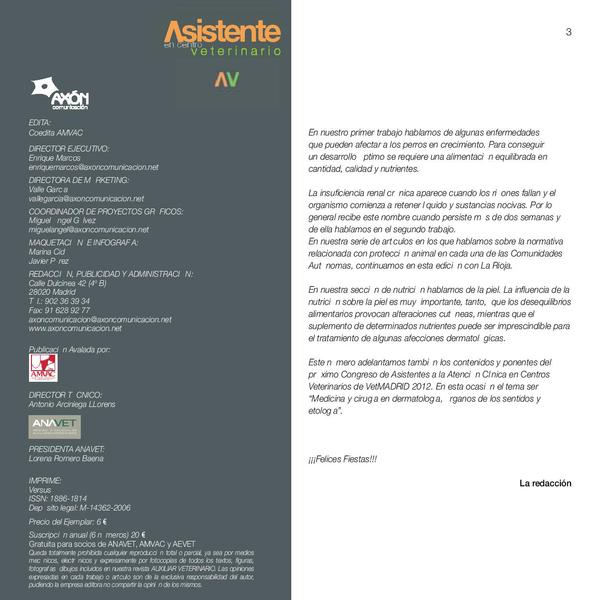 Asistente
en centro
veterinario
AV
AXÓN
comunicación
EDITA:
Coedita AMVAC
DIRECTOR EJECUTIVO:
Enrique Marcos
enriquemarcos@axoncomunicacion.net
DIRECTORA DE M RKETING:
Valle Garc a
vallegarcia@axoncomunicacion.net
COORDINADOR DE PROYECTOS GR FICOS:
Miguel ngel G lvez
miguelangel@axoncomunicacion.net
MAQUETACI N E INFOGRAF A:
Marina Cid
Javier P rez
REDACCI N, PUBLICIDAD Y ADMINISTRACI N:
Calle Dulcinea 42 (4º B)
28020 Madrid
T l.: 902 36 39 34
Fax: 91 628 92 77
axoncomunicacion@axoncomunicacion.net
www.axoncomunicacion.net
Publicaci n Avalada por:
AMVAC
DIRECTOR T CNICO:
Antonio Arciniega LLorens
ANAVET
PRESIDENTA ANAVET:
Lorena Romero Baena
IMPRIME:
Versus
ISSN: 1886-1814
Dep sito legal: M-14362-2006
Precio del Ejemplar: 6 €
Suscripci n anual (6 n meros) 20 €
Gratuita para socios de ANAVET, AMVAC y AEVET
Queda totalmente prohibida cualquier reproducci n total o parcial, ya sea por medios
mec nicos, electr nicos y expresamente por fotocopias de todos los textos, figuras,
fotograf as dibujos incluidos en nuestra revista AUXILIAR VETERINARIO. Las opiniones
expresadas en cada trabajo o art culo son de la exclusiva responsabilidad del autor,
pudiendo la empresa editora no compartir la opini n de los mismos.
3
En nuestro primer trabajo hablamos de algunas enfermedades
que pueden afectar a los perros en crecimiento. Para conseguir
un desarrollo ptimo se requiere una alimentaci n equilibrada en
cantidad, calidad y nutrientes.
La insuficiencia renal cr nica aparece cuando los ri ones fallan y el
organismo comienza a retener l quido y sustancias nocivas. Por lo
general recibe este nombre cuando persiste m s de dos semanas y
de ella hablamos en el segundo trabajo.
En nuestra serie de art culos en los que hablamos sobre la normativa
relacionada con protecci n animal en cada una de las Comunidades
Aut nomas, continuamos en esta edici n con La Rioja.
En nuestra secci n de nutrici n hablamos de la piel. La influencia de la
nutrici n sobre la piel es muy importante, tanto, que los desequilibrios
alimentarios provocan alteraciones cut neas, mientras que el
suplemento de determinados nutrientes puede ser imprescindible para
el tratamiento de algunas afecciones dermatol gicas.
Este n mero adelantamos tambi n los contenidos y ponentes del
pr ximo Congreso de Asistentes a la Atenci n Cl nica en Centros
Veterinarios de VetMADRID 2012. En esta ocasi n el tema ser
“Medicina y cirug a en dermatolog a, rganos de los sentidos y
etolog a”.
¡¡¡Felices Fiestas!!!
La redacción